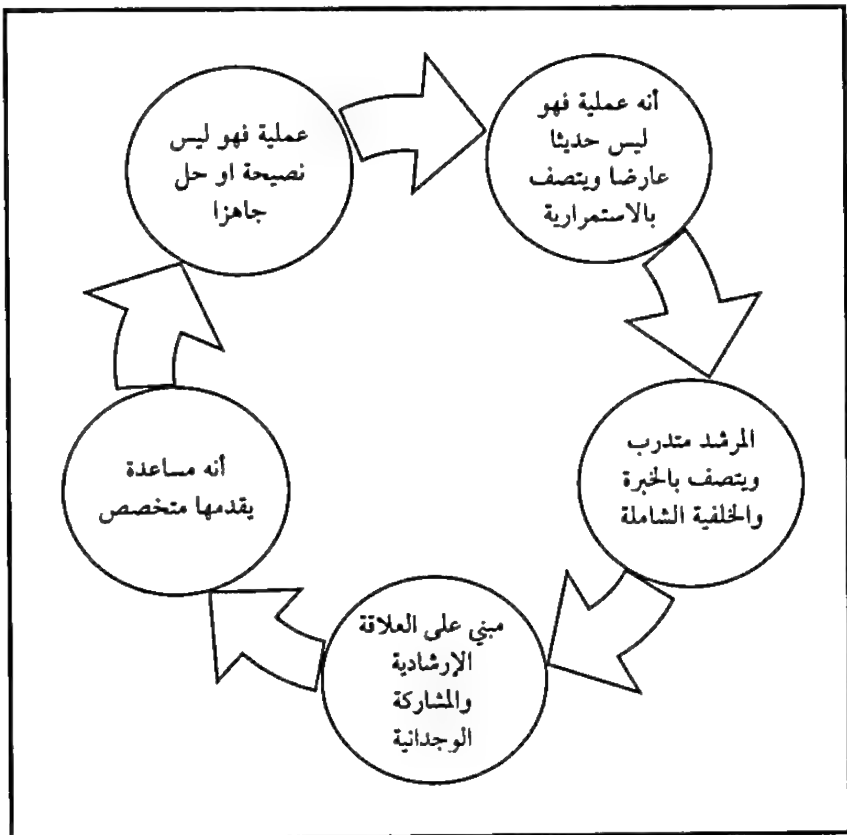 أنه عملية فهو
ليس حديثا
عارضا ويتصف
بالاستمرارية
المرشد متدرب
ويتصف بالخبرة
والخلفية الشاملة
مبني على العلاقة
الإرشادية
والمشاركة
الوجدانية
أنه مساعدة
يقدمها متخصص
عملية فهو ليس
نصيحة او حل
جاهزا